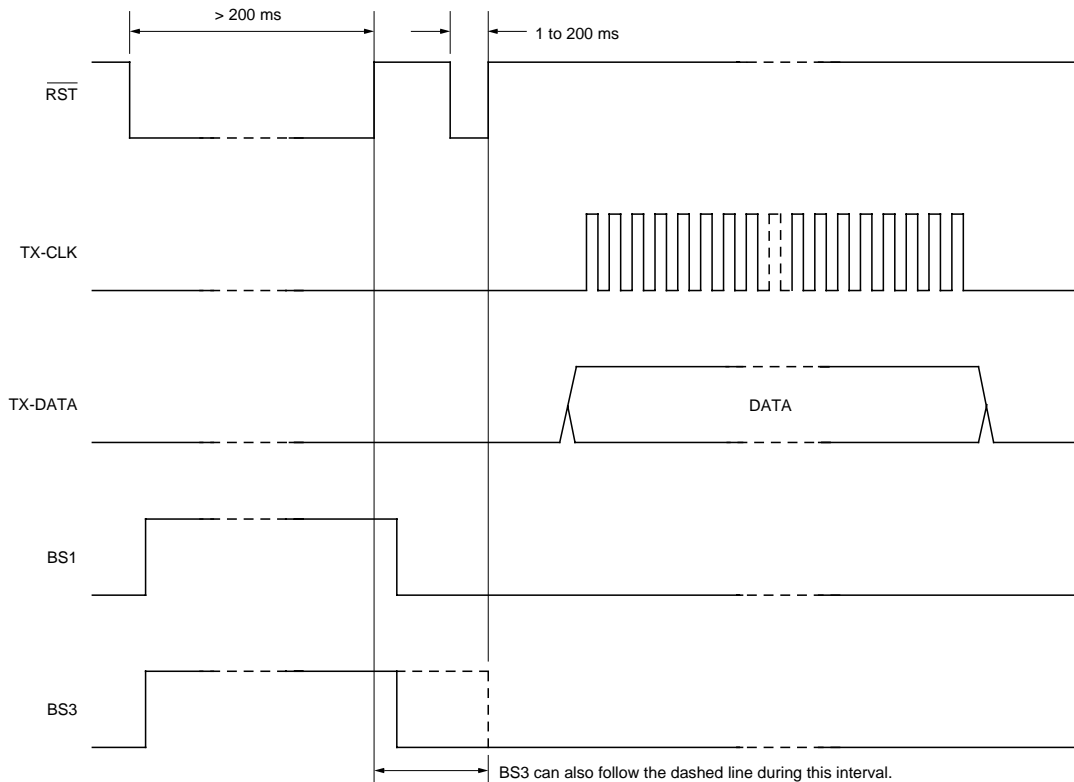 > 200 ms
1 to 200 ms
RST
TX-CLK
TX-DATA
DATA
BS1
BS3
BS3 can also follow the dashed line during this interval.